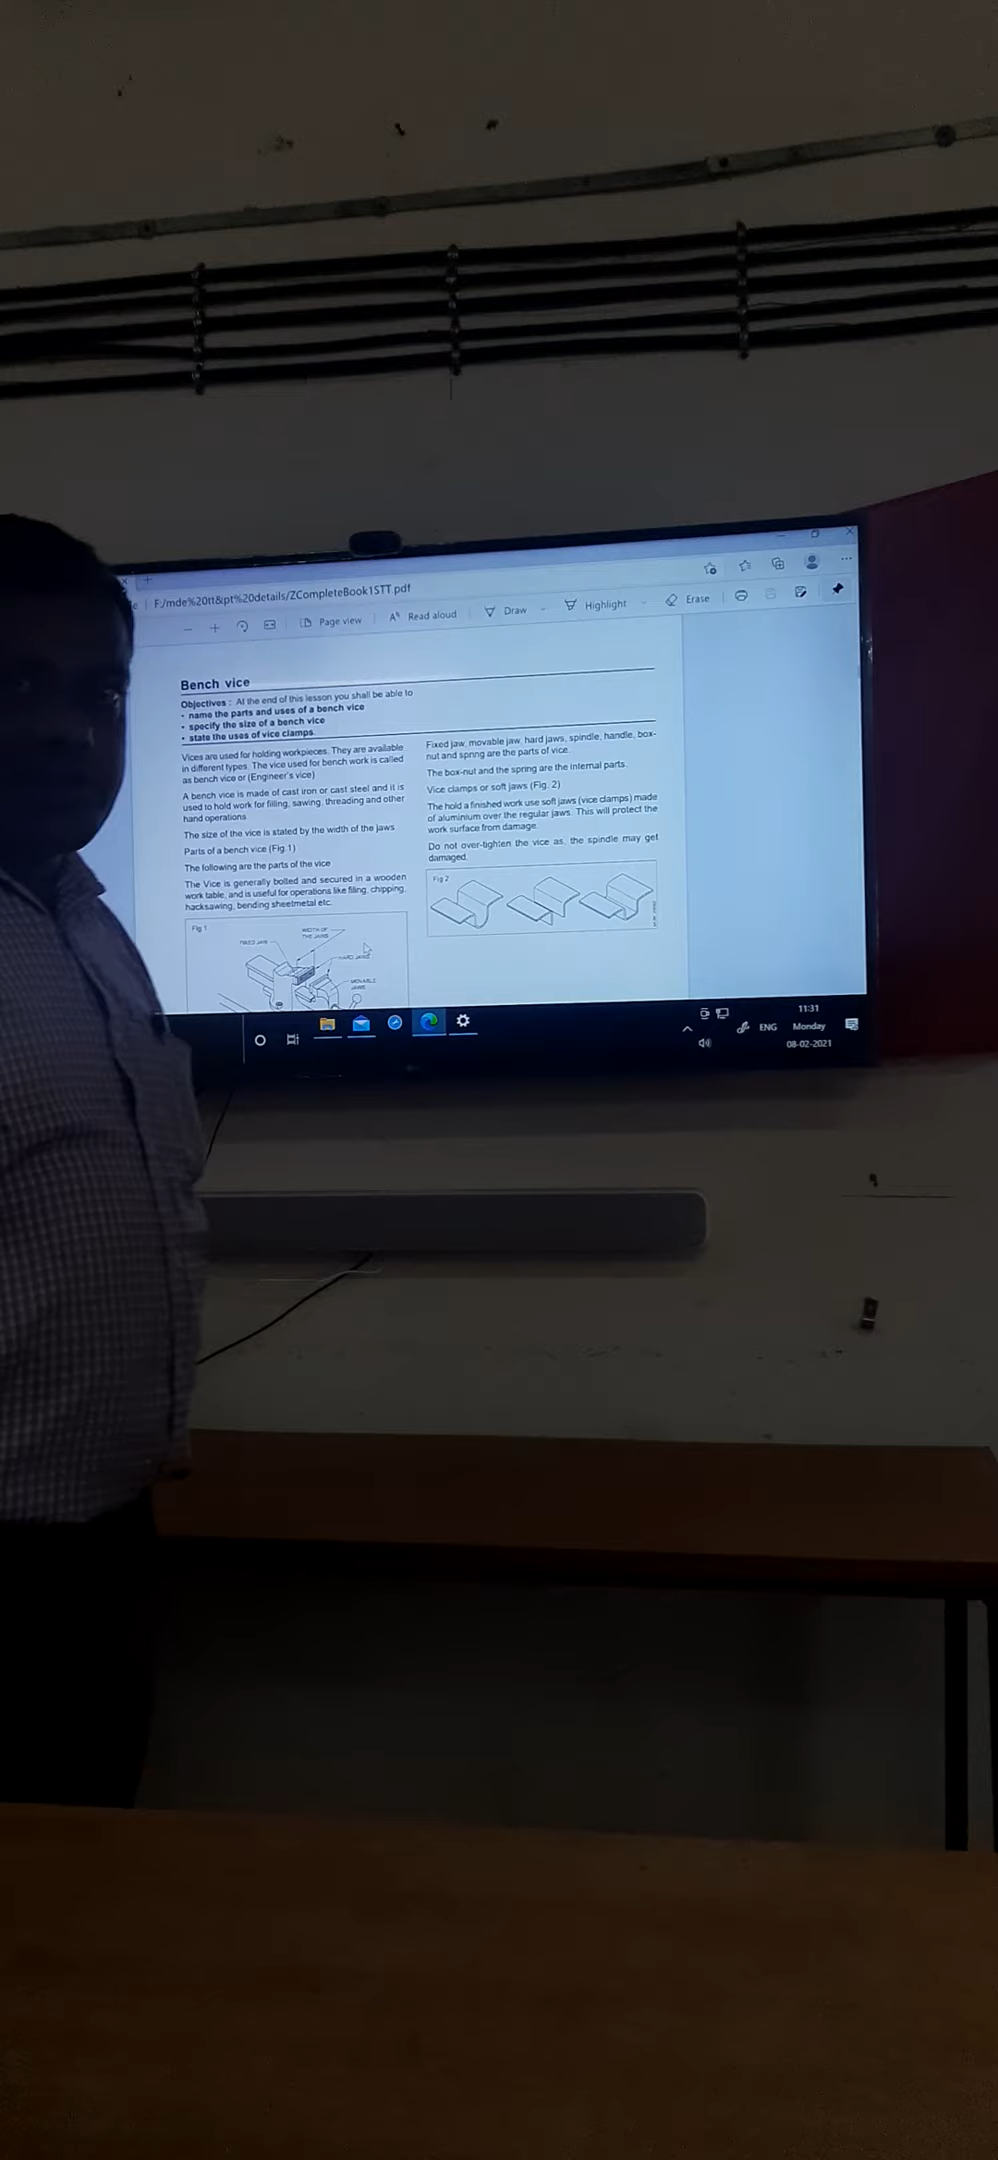 F:/mde%20tt&pt%20details/ZCompleteBook1STT.pdf
Page view
Read aloud
Draw
Highlight
Erase
Bench vice
Objectives : At the end of this lesson you shall be able to
• name the parts and uses of a bench vice
• specify the size of a bench vice
• state the uses of vice clamps.
Vices are used for holding workpieces. They are available
in different types. The vice used for bench work is called
as bench vice or (Engineer's vice)
A bench vice is made of cast iron or cast steel and it is
used to hold work for filling, sawing, threading and other
hand operations
The size of the vice is stated by the width of the jaws
Parts of a bench vice (Fig.1)
The following are the parts of the vice
The Vice is generally bolted and secured in a wooden
work table, and is useful for operations like filing, chipping,
hacksawing, bending sheetmetal etc.
Fig 1
WIDTH OF
THE JAWS
FIXED JAW
HARD JAWS
MOVABLE
JAWS
Fixed jaw, movable jaw, hard jaws, spindle, handle, box-
nut and spring are the parts of vice.
The box-nut and the spring are the internal parts.
Vice clamps or soft jaws (Fig. 2)
The hold a finished work use soft jaws (vice clamps) made
of aluminium over the regular jaws. This will protect the
work surface from damage.
Do not over-tighten the vice as, the spindle may get
damaged.
Fig 2
11:31
ENG
Monday
08-02-2021